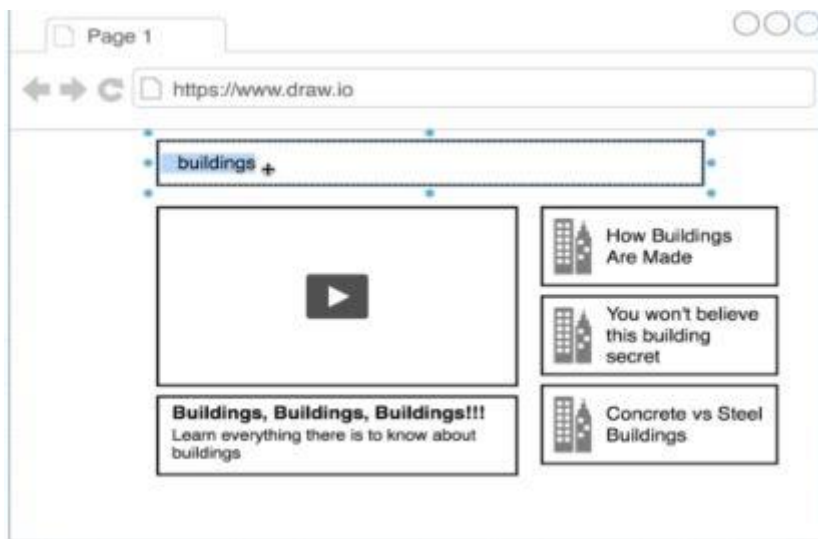 Page 1
https://www.draw.io
buildings
How Buildings
Are Made
You won't believe
this building
secret
Buildings, Buildings, Buildings!!!
Learn everything there is to know about
buildings
Concrete vs Steel
Buildings